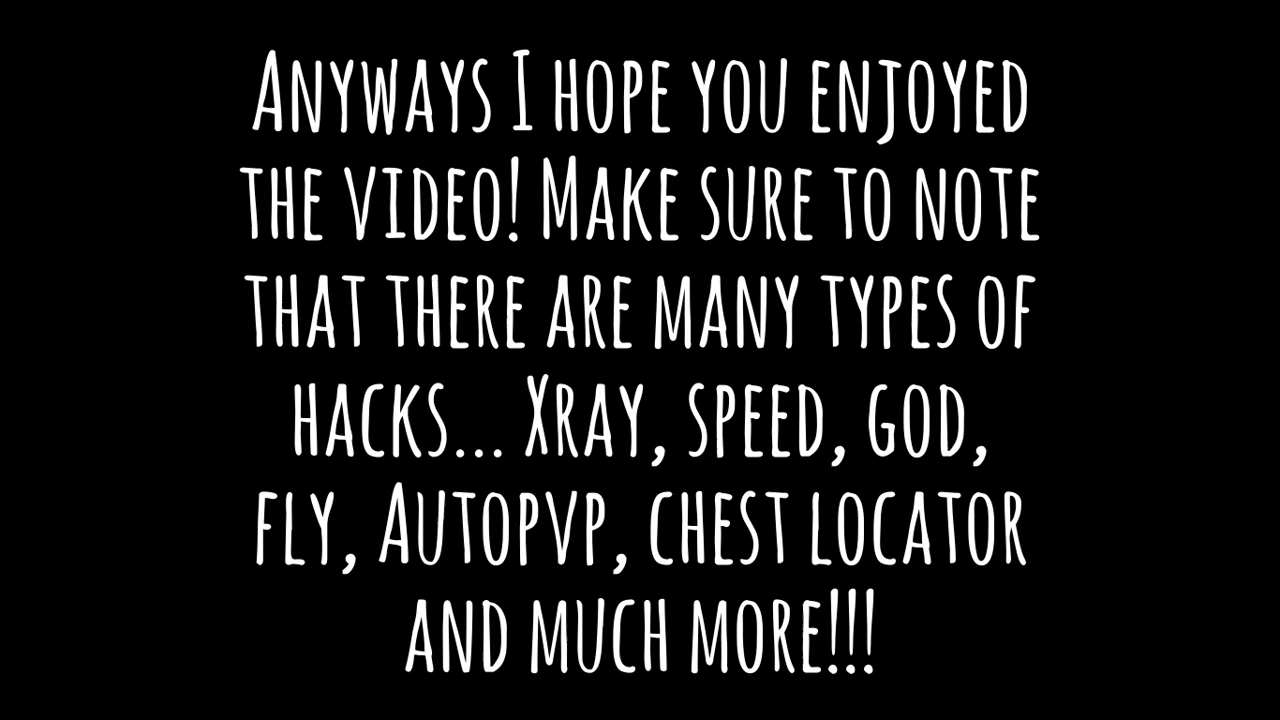 Anyways I hope you enjoyed
the video! Make sure to note
that there are many types of
hacks... Xray, speed, god,
fly, Autopvp, chest locator
and much more!!!